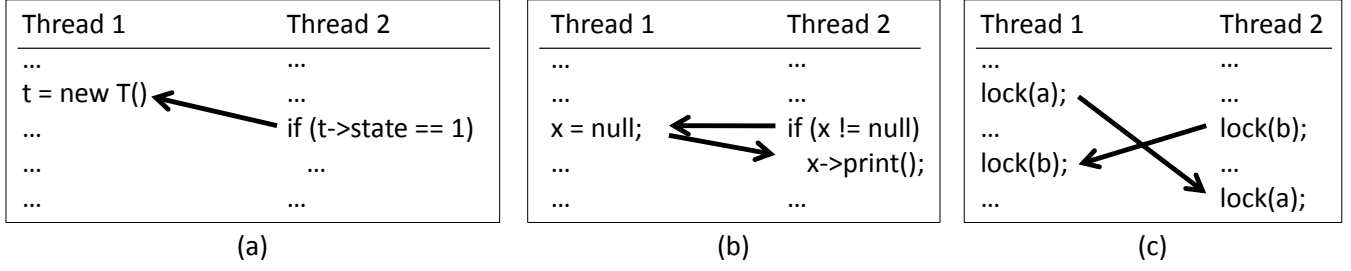 Thread 1 Thread 2
... ...
t = new T() ...
... if (t->state == 1)
... ...
... ...
(a)
Thread 1 Thread 2
... ...
... ...
x = null; if (x != null)
... x->print();
... ...
(b)
Thread 1 Thread 2
... ...
lock(a); ...
... lock(b);
lock(b); ...
... lock(a);
(c)